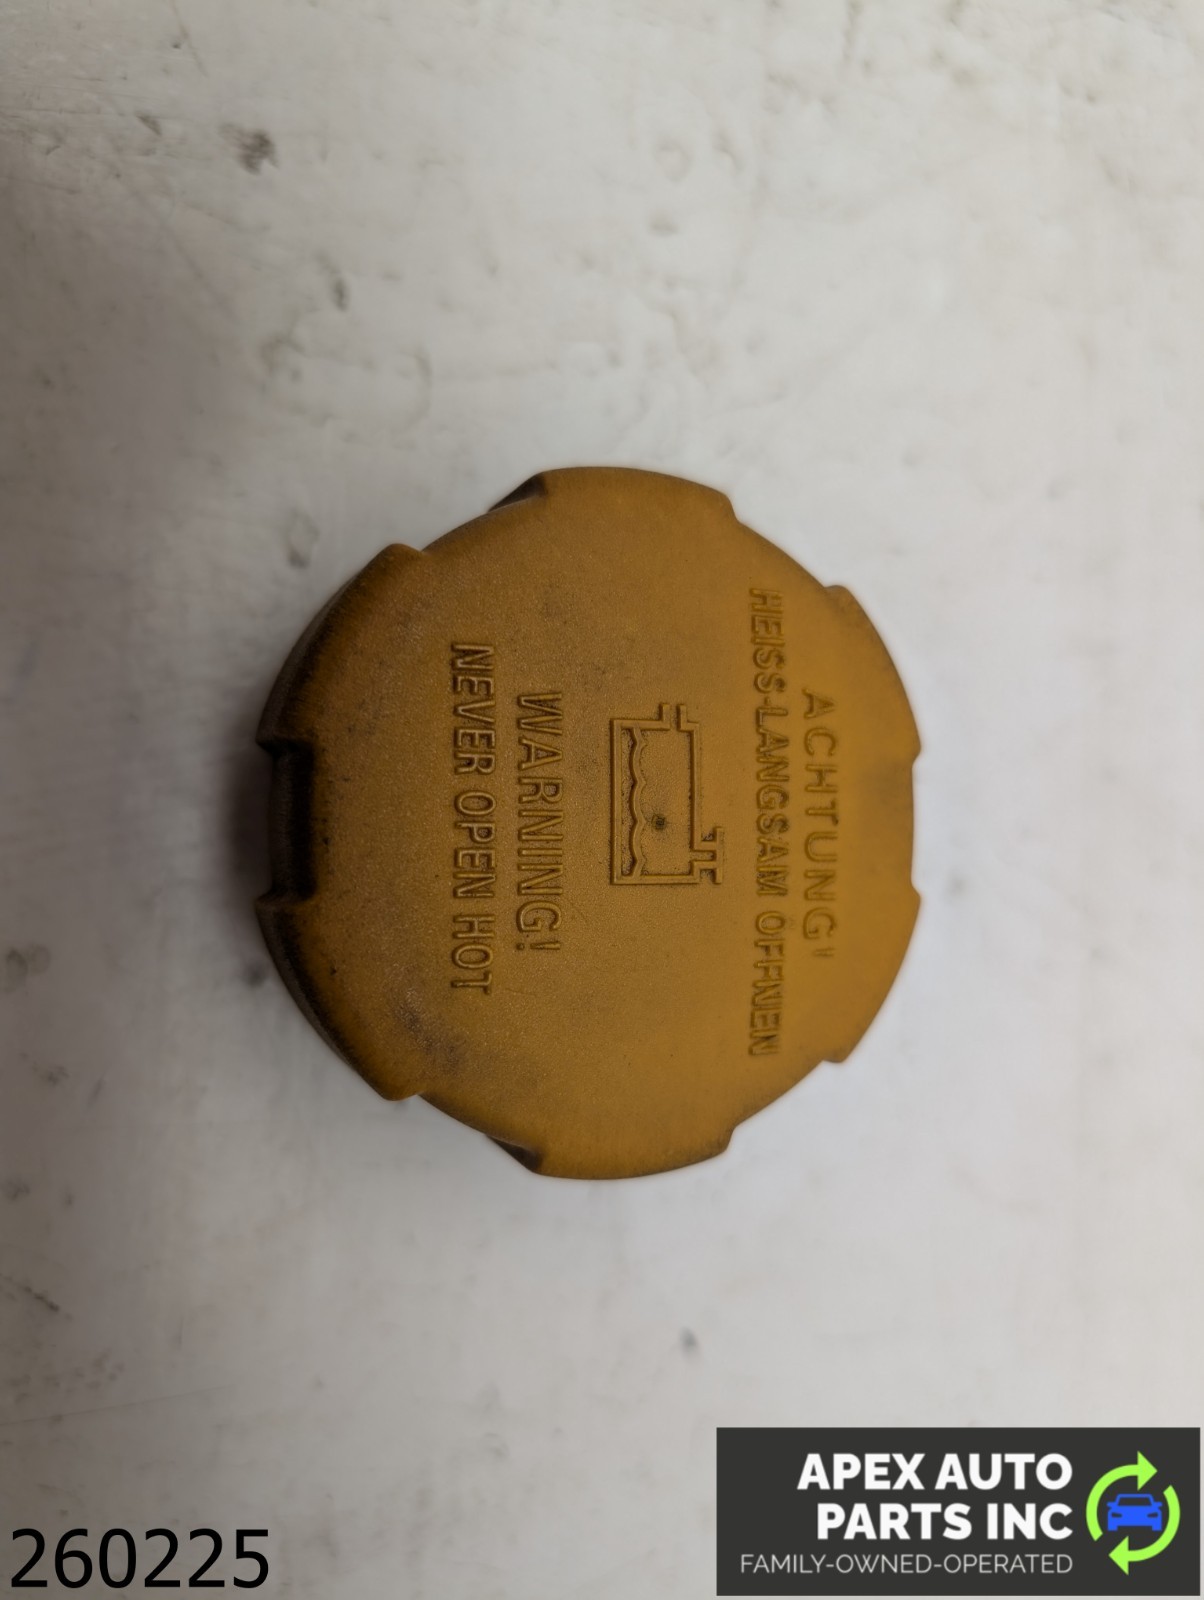 ACHTUNG!
HEISS-LANGSAM ÖFFNEN
WARNING!
NEVER OPEN HOT
260225
APEX AUTO
PARTS INC
FAMILY-OWNED-OPERATED